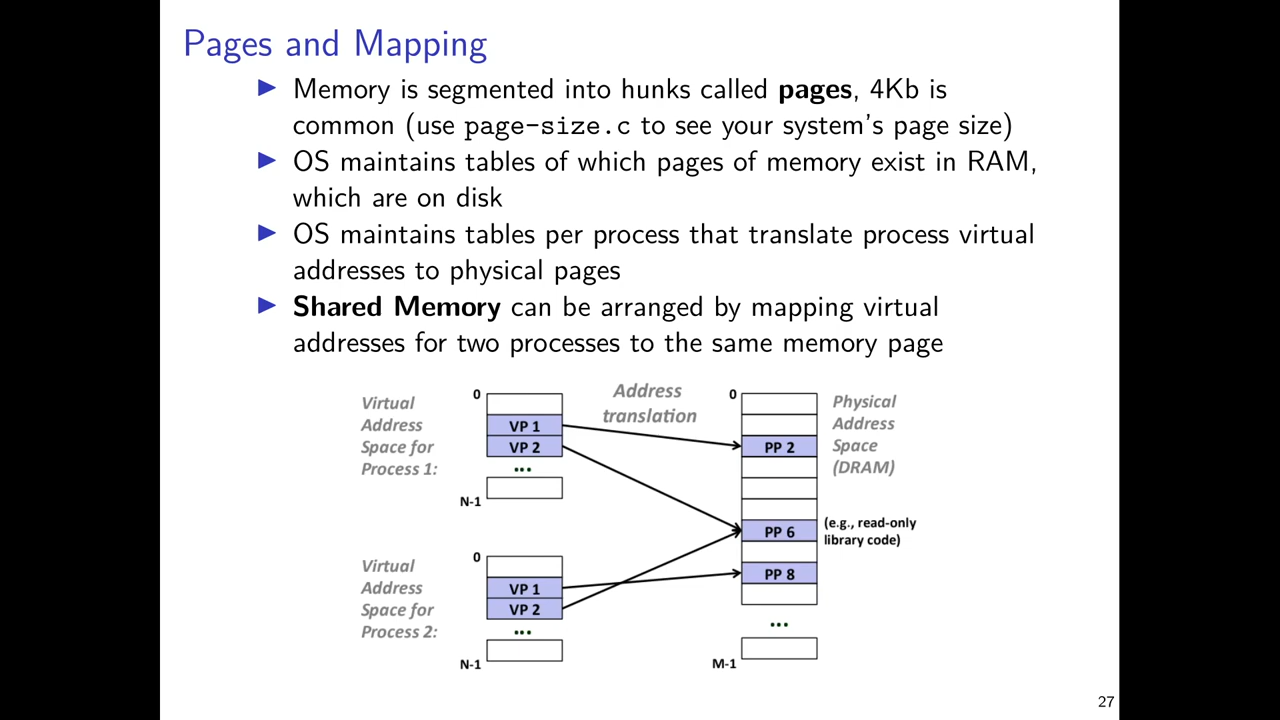 Pages and Mapping
▶ Memory is segmented into hunks called pages, 4Kb is
common (use page-size.c to see your system's page size)
▶ OS maintains tables of which pages of memory exist in RAM,
which are on disk
▶ OS maintains tables per process that translate process virtual
addresses to physical pages
▶ Shared Memory can be arranged by mapping virtual
addresses for two processes to the same memory page
Virtual
Address
Space for
Process 1:
0
VP 1
VP 2
...
N-1
Address
translation
0
PP 2
PP 6
PP 8
...
M-1
Physical
Address
Space
(DRAM)
(e.g., read-only
library code)
Virtual
Address
Space for
Process 2:
0
VP 1
VP 2
...
N-1
27